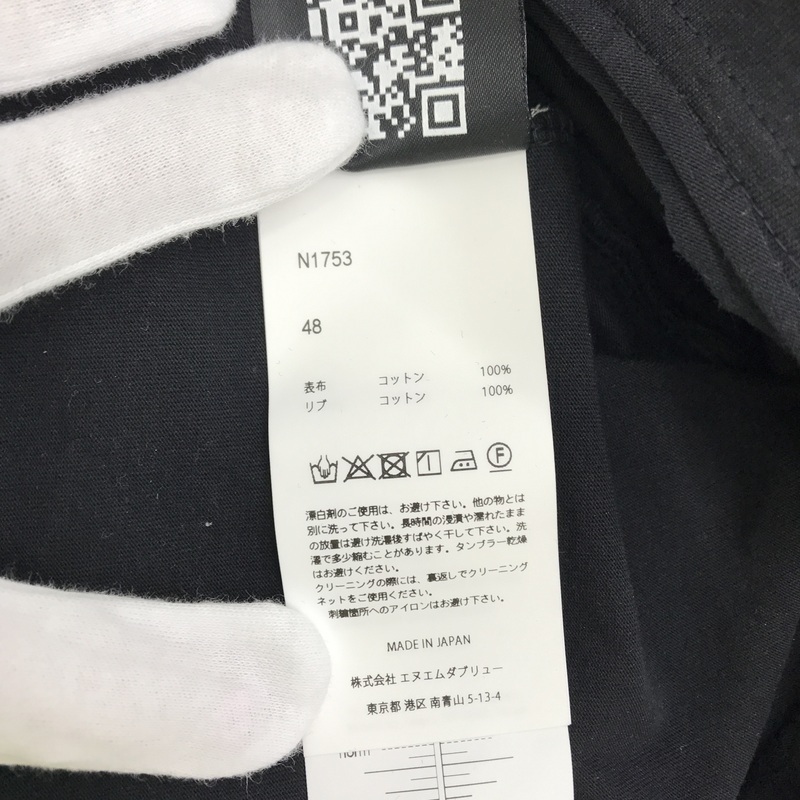 N1753
48
表布 コットン 100%
リブ コットン 100%
F
漂白剤のご使用は、お避け下さい。他の物とは
別に洗って下さい。長時間の浸漬や濡れたまま
の放置は避け洗濯後すばやく干して下さい。洗
濯で多少縮むことがあります。タンブラー乾燥
はお避けください。
クリーニングの際には、裏返しでクリーニング
ネットをご使用ください。
刺繍箇所へのアイロンはお避け下さい。
MADE IN JAPAN
株式会社 エヌエムダブリュー
東京都 港区 南青山 5-13-4
norm